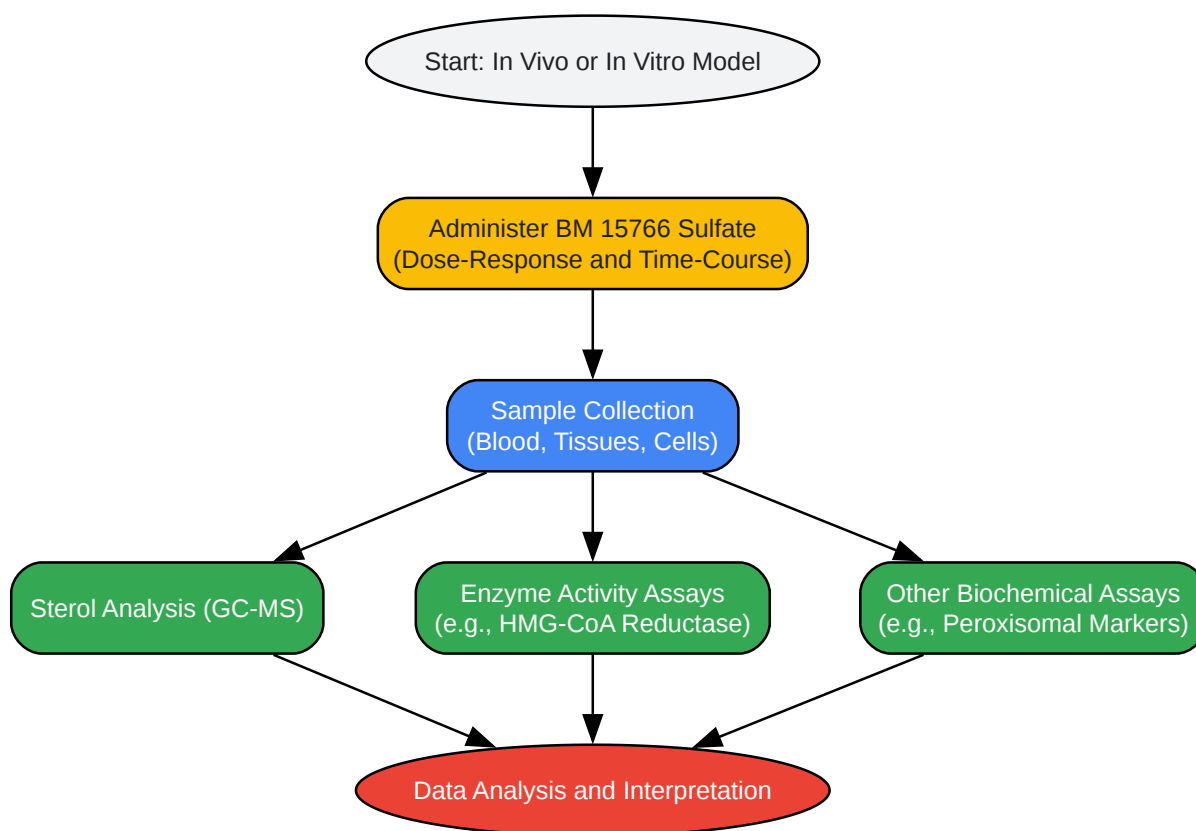 Start: In Vivo or In Vitro Model
Administer BM 15766 Sulfate
(Dose-Response and Time-Course)
Sample Collection
(Blood, Tissues, Cells)
Sterol Analysis (GC-MS)
Enzyme Activity Assays
(e.g., HMG-CoA Reductase)
Other Biochemical Assays
(e.g., Peroxisomal Markers)
Data Analysis and Interpretation